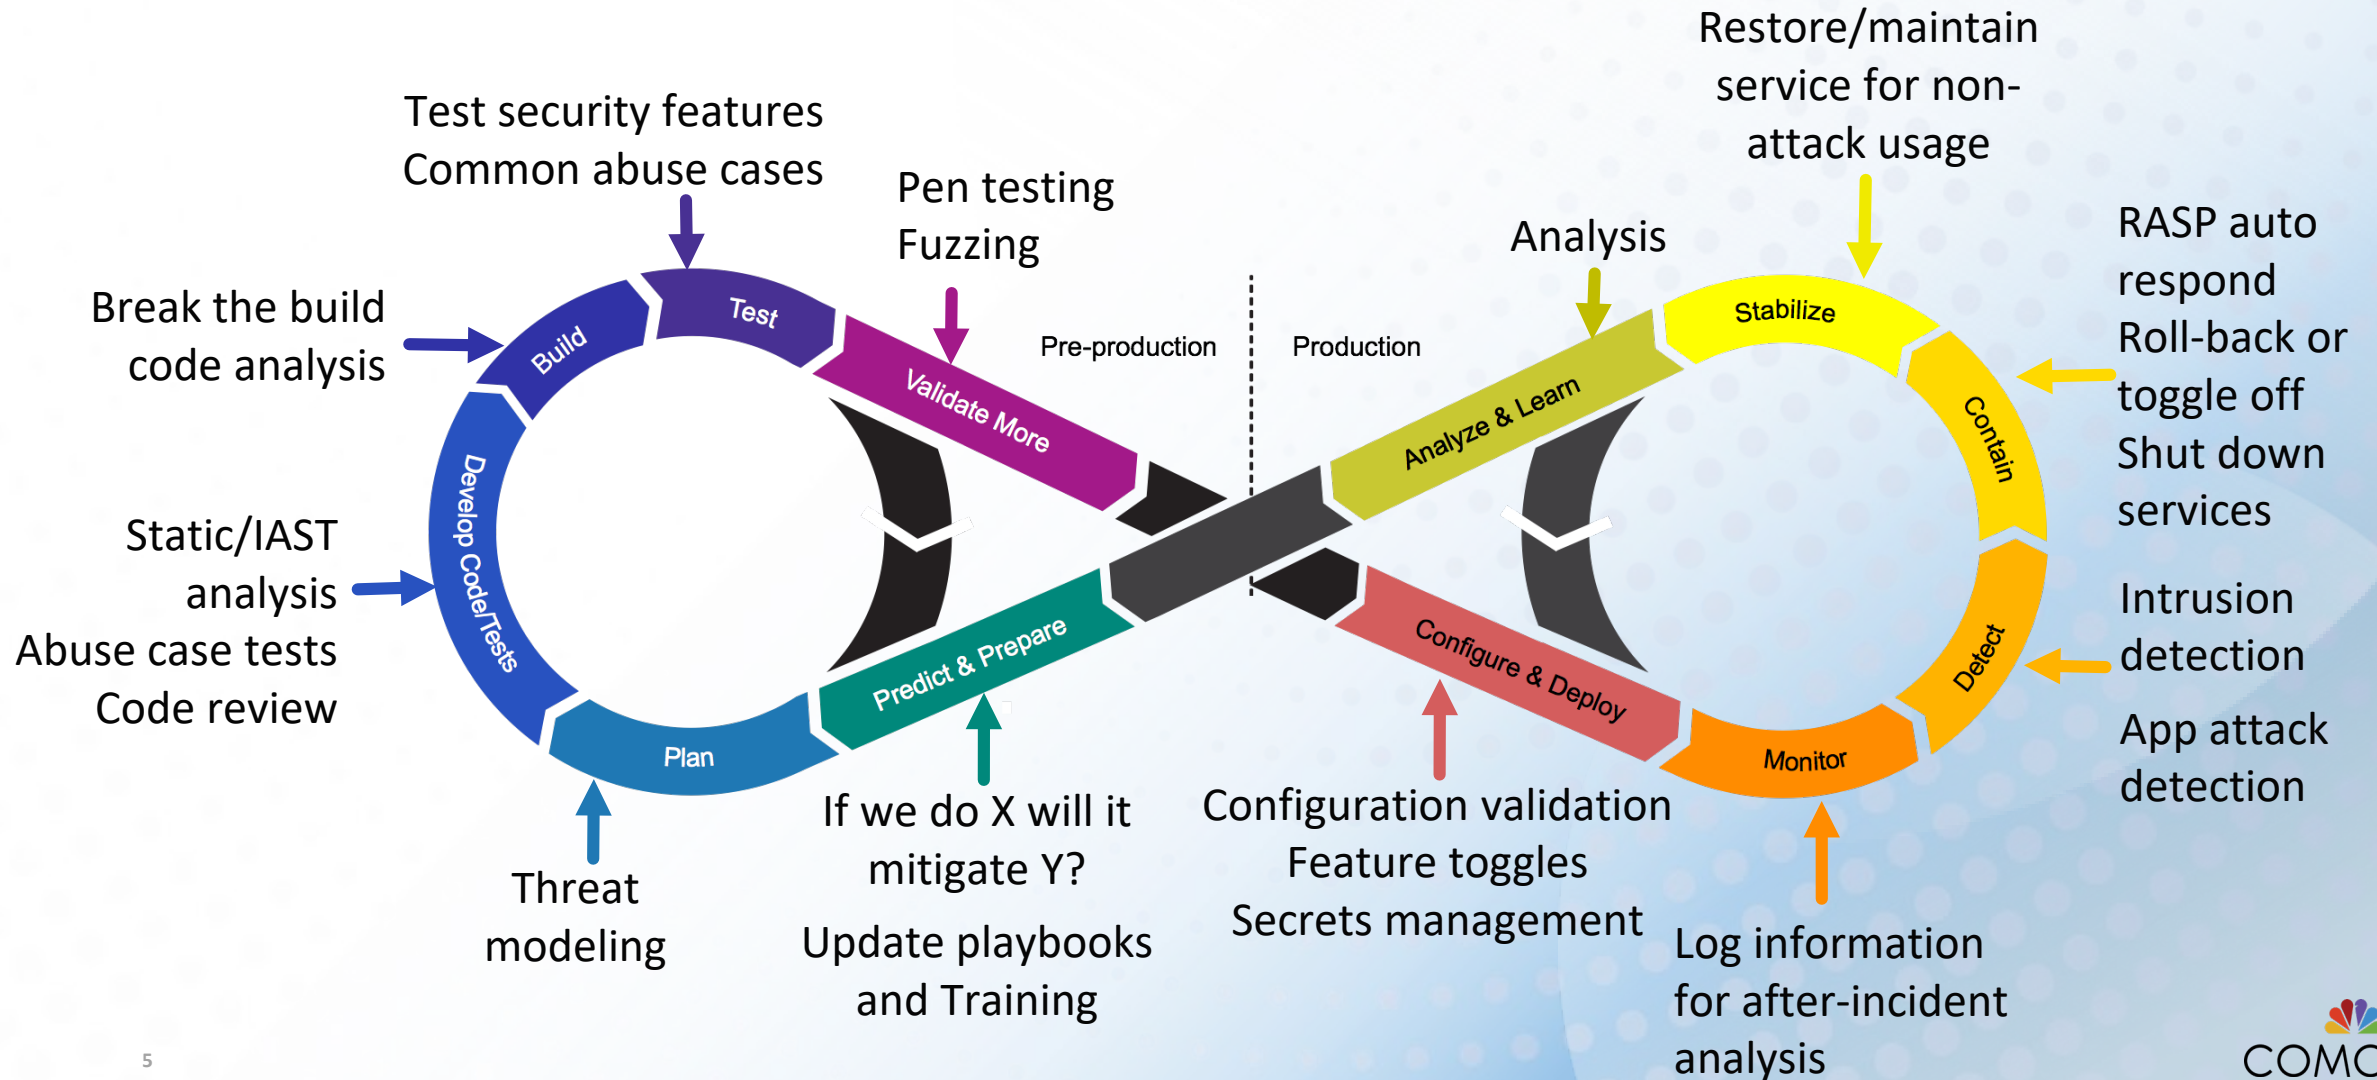 Restore/maintain
service for non-
attack usage
Test security features
Common abuse cases
Pen testing
Fuzzing
Analysis
RASP auto
respond
Roll-back or
toggle off
Shut down
services
Break the build
code analysis
Build
Test
Validate More
Pre-production
Production
Analyze & Learn
Stabilize
Contain
Static/IAST
analysis
Abuse case tests
Code review
Develop Code/Tests
Intrusion
detection
App attack
detection
Detect
Plan
Predict & Prepare
Configure & Deploy
Monitor
Threat
modeling
If we do X will it
mitigate Y?
Update playbooks
and Training
Configuration validation
Feature toggles
Secrets management
Log information
for after-incident
analysis
5